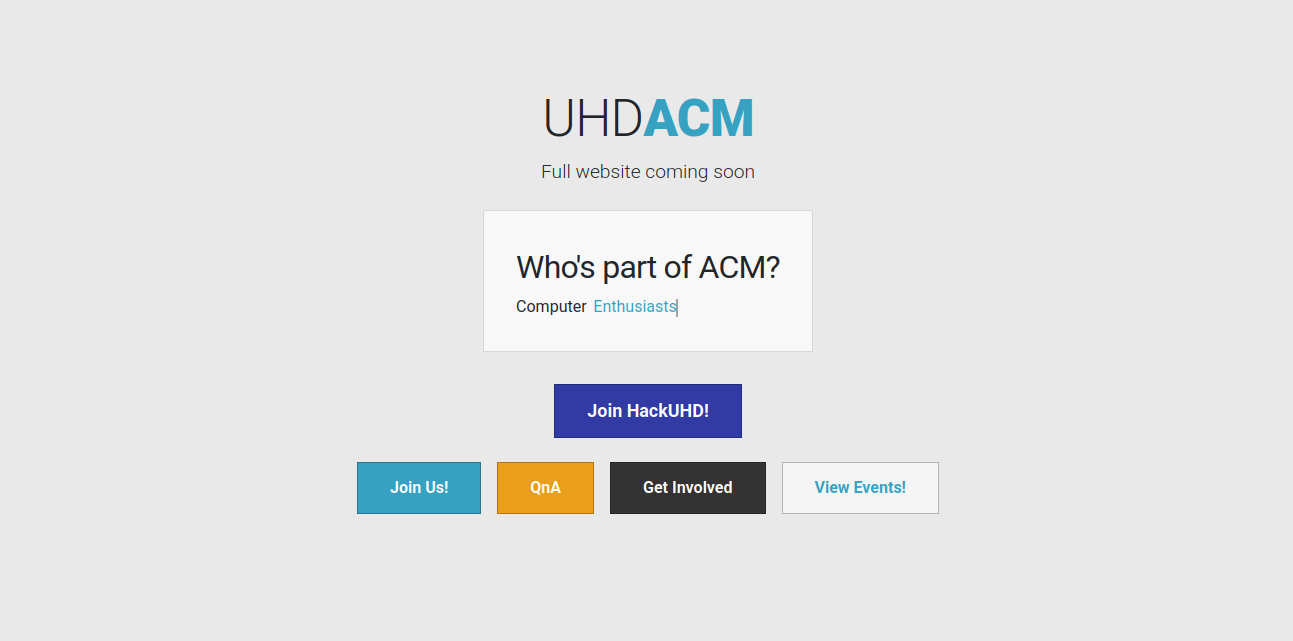 UHDACM
Full website coming soon
Who's part of ACM?
Computer Enthusiasts
Join HackUHD!
Join Us! QnA Get Involved View Events!